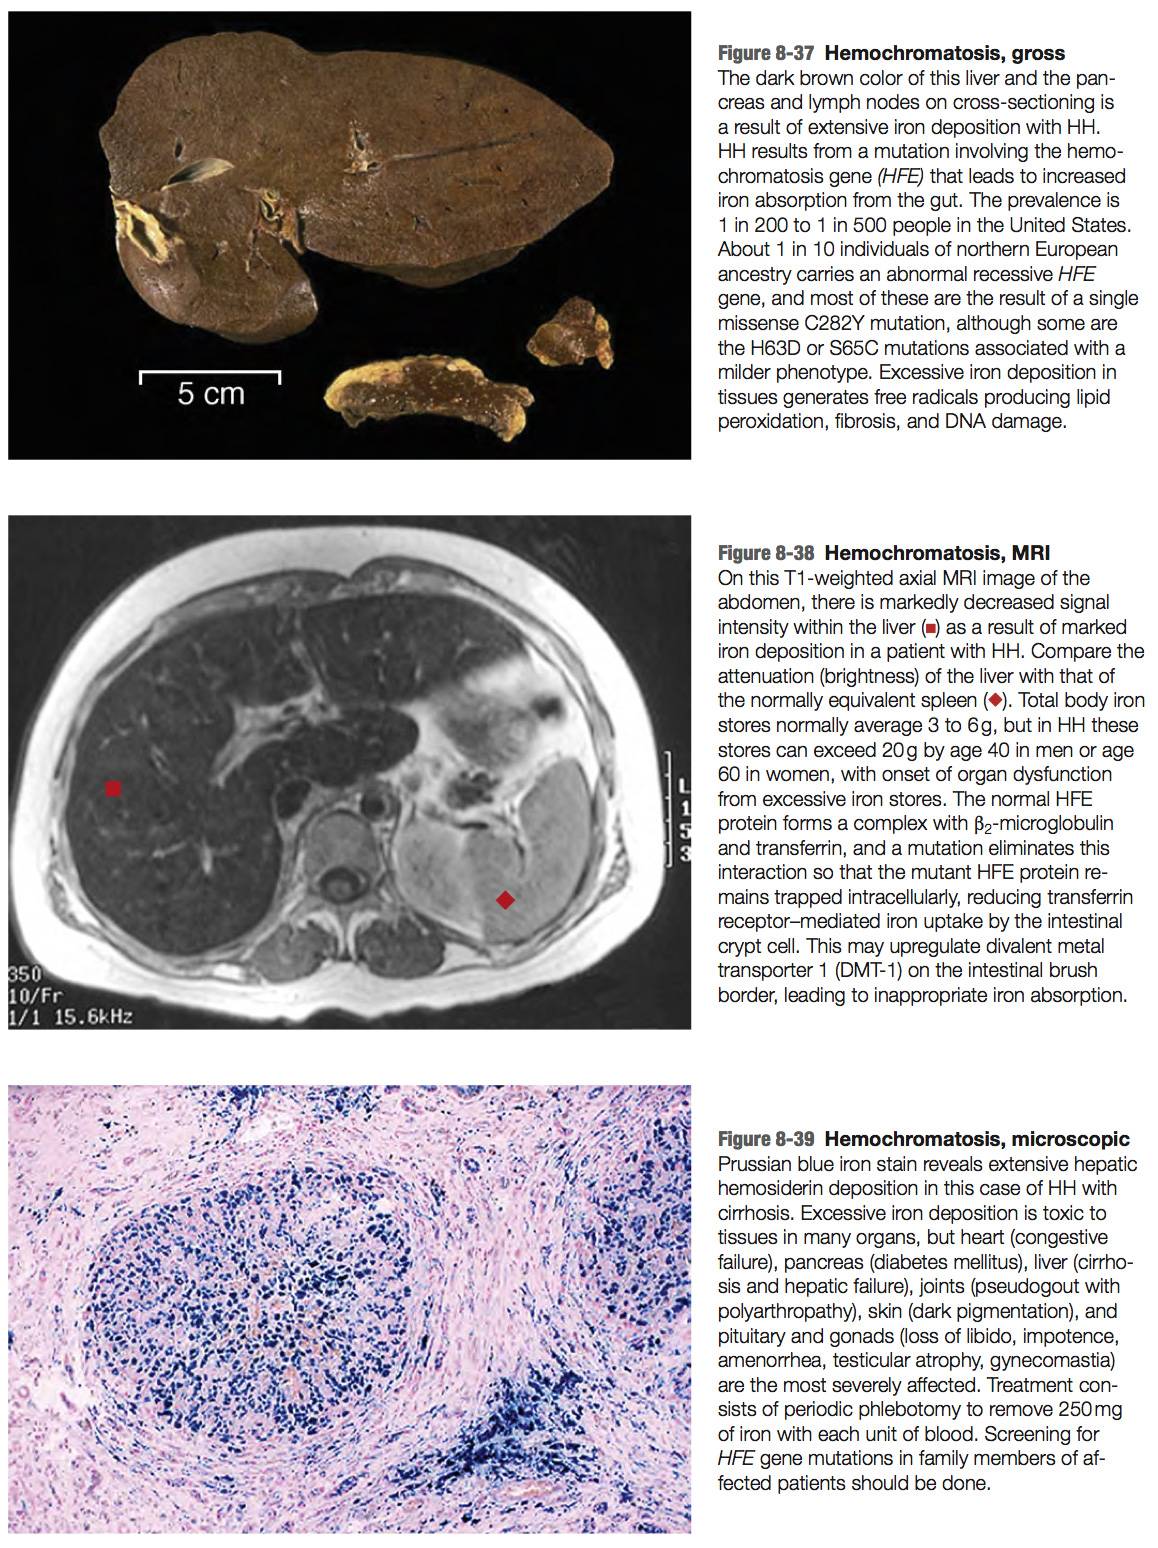 Figure 8-37 Hemochromatosis, gross
The dark brown color of this liver and the pan-
creas and lymph nodes on cross-sectioning is
a result of extensive iron deposition with HH.
HH results from a mutation involving the hemo-
chromatosis gene (HFE) that leads to increased
iron absorption from the gut. The prevalence is
1 in 200 to 1 in 500 people in the United States.
About 1 in 10 individuals of northern European
ancestry carries an abnormal recessive HFE
gene, and most of these are the result of a single
missense C282Y mutation, although some are
the H63D or S65C mutations associated with a
milder phenotype. Excessive iron deposition in
tissues generates free radicals producing lipid
peroxidation, fibrosis, and DNA damage.
5 cm
Figure 8-38 Hemochromatosis, MRI
On this T1-weighted axial MRI image of the
abdomen, there is markedly decreased signal
intensity within the liver (■) as a result of marked
iron deposition in a patient with HH. Compare the
attenuation (brightness) of the liver with that of
the normally equivalent spleen (◆). Total body iron
stores normally average 3 to 6 g, but in HH these
stores can exceed 20 g by age 40 in men or age
60 in women, with onset of organ dysfunction
from excessive iron stores. The normal HFE
protein forms a complex with β₂-microglobulin
and transferrin, and a mutation eliminates this
interaction so that the mutant HFE protein re-
mains trapped intracellularly, reducing transferrin
receptor–mediated iron uptake by the intestinal
crypt cell. This may upregulate divalent metal
transporter 1 (DMT-1) on the intestinal brush
border, leading to inappropriate iron absorption.
L
1
5
3
350
10/Fr
1/1 15.6kHz
Figure 8-39 Hemochromatosis, microscopic
Prussian blue iron stain reveals extensive hepatic
hemosiderin deposition in this case of HH with
cirrhosis. Excessive iron deposition is toxic to
tissues in many organs, but heart (congestive
failure), pancreas (diabetes mellitus), liver (cirrho-
sis and hepatic failure), joints (pseudogout with
polyarthropathy), skin (dark pigmentation), and
pituitary and gonads (loss of libido, impotence,
amenorrhea, testicular atrophy, gynecomastia)
are the most severely affected. Treatment con-
sists of periodic phlebotomy to remove 250 mg
of iron with each unit of blood. Screening for
HFE gene mutations in family members of af-
fected patients should be done.